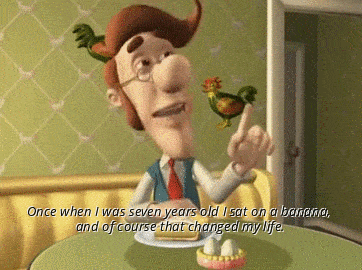 Once when I was seven years old I sat on a banana,
and of course that changed my life.